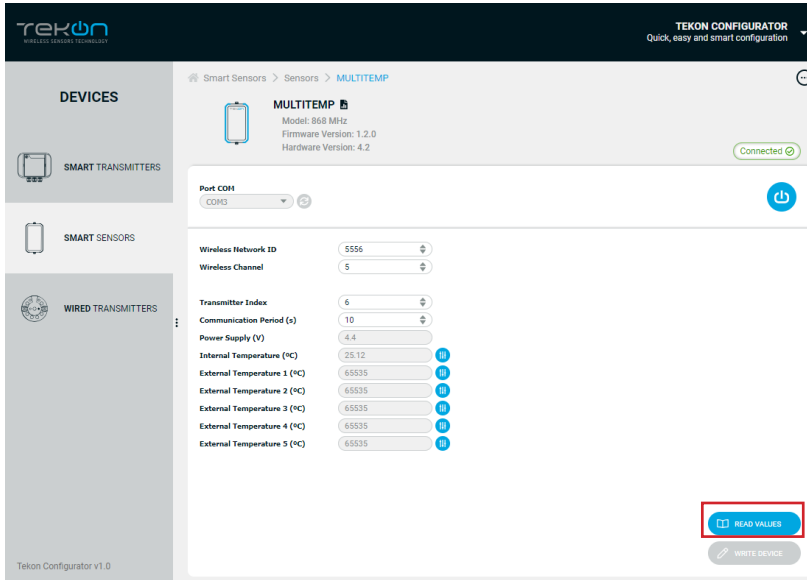 TEKON
WIRELESS SENSORS TECHNOLOGY
TEKON CONFIGURATOR
Quick, easy and smart configuration
DEVICES
SMART TRANSMITTERS
SMART SENSORS
WIRED TRANSMITTERS
Tekon Configurator v1.0
Smart Sensors > Sensors > MULTITEMP
MULTITEMP
Model: 868 MHz
Firmware Version: 1.2.0
Hardware Version: 4.2
Connected
Port COM
COM3
Wireless Network ID 5556
Wireless Channel 5
Transmitter Index 6
Communication Period (s) 10
Power Supply (V) 4.4
Internal Temperature (ºC) 25.12
External Temperature 1 (ºC) 65535
External Temperature 2 (ºC) 65535
External Temperature 3 (ºC) 65535
External Temperature 4 (ºC) 65535
External Temperature 5 (ºC) 65535
READ VALUES
WRITE DEVICE